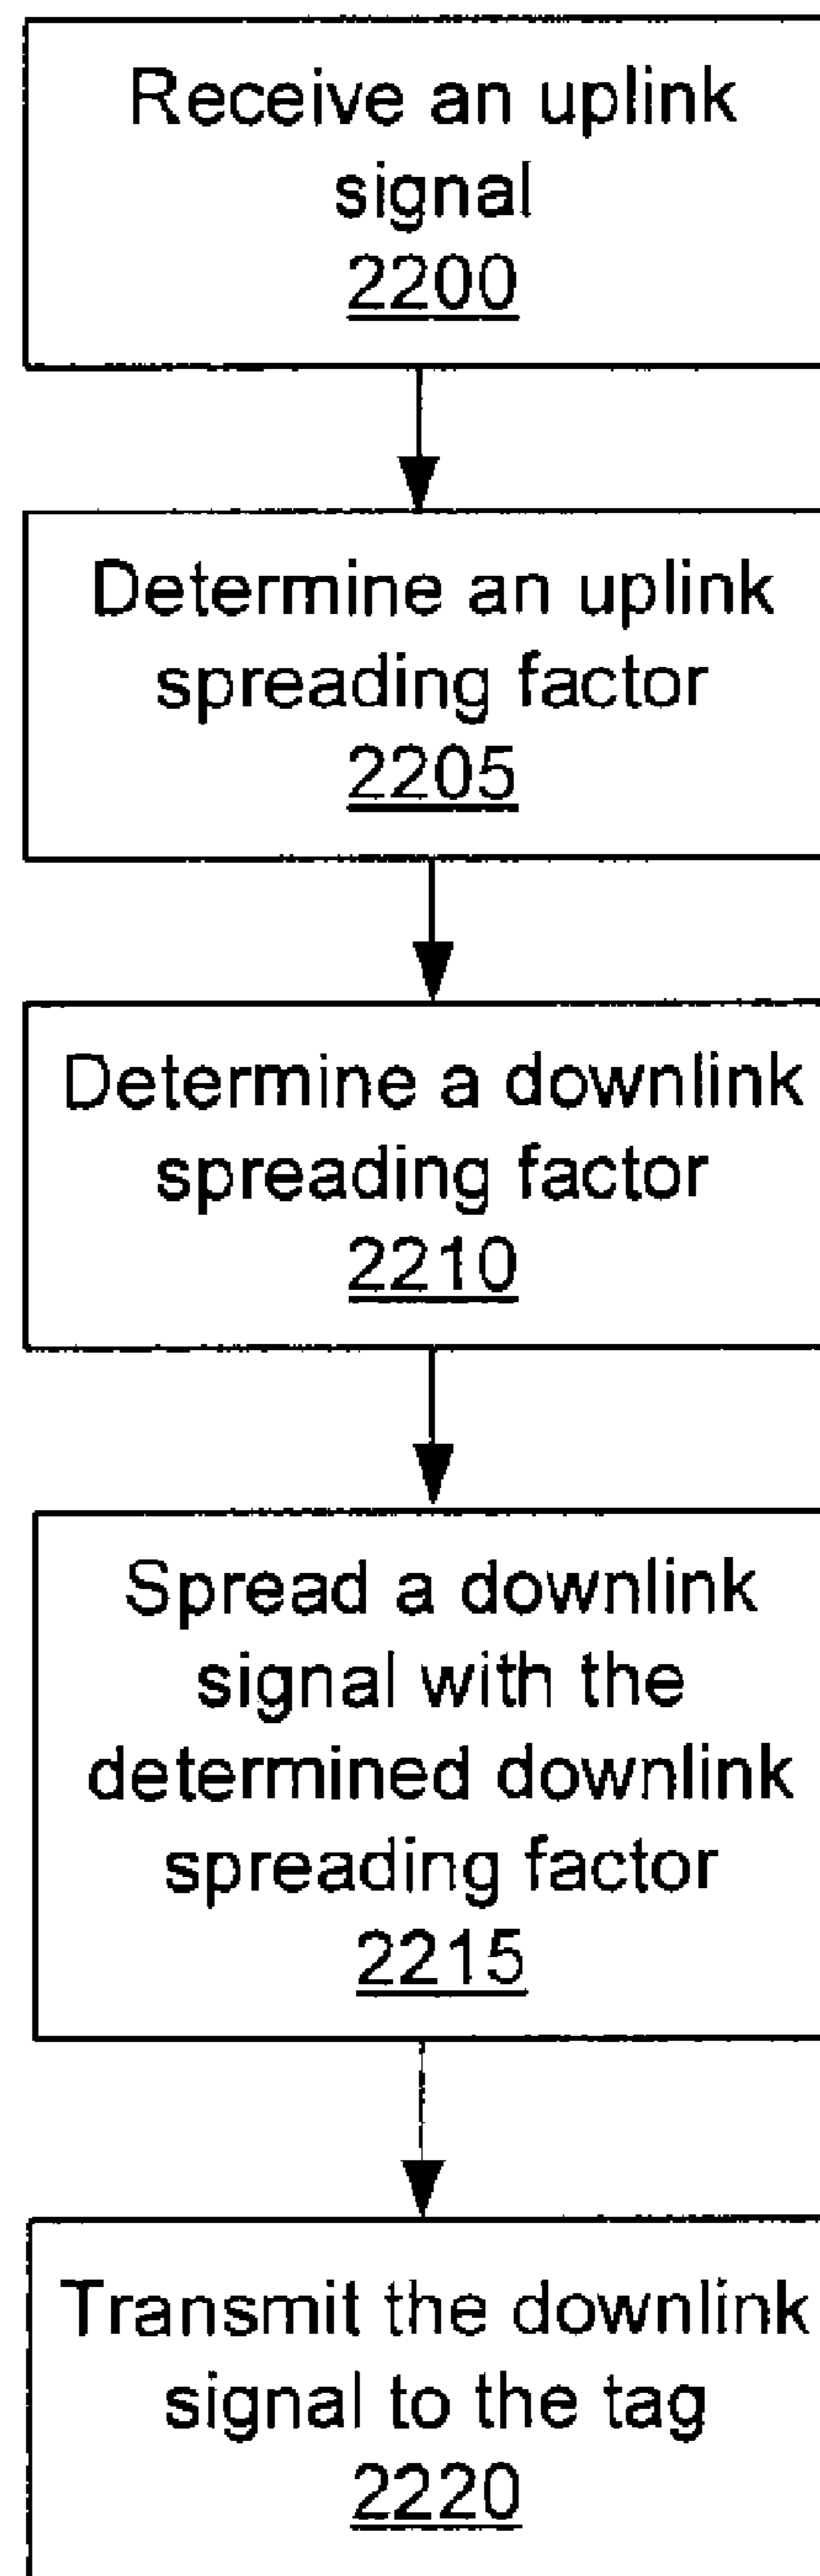 Receive an uplink
signal
2200
Determine an uplink
spreading factor
2205
Determine a downlink
spreading factor
2210
Spread a downlink
signal with the
determined downlink
spreading factor
2215
Transmit the downlink
signal to the tag
2220